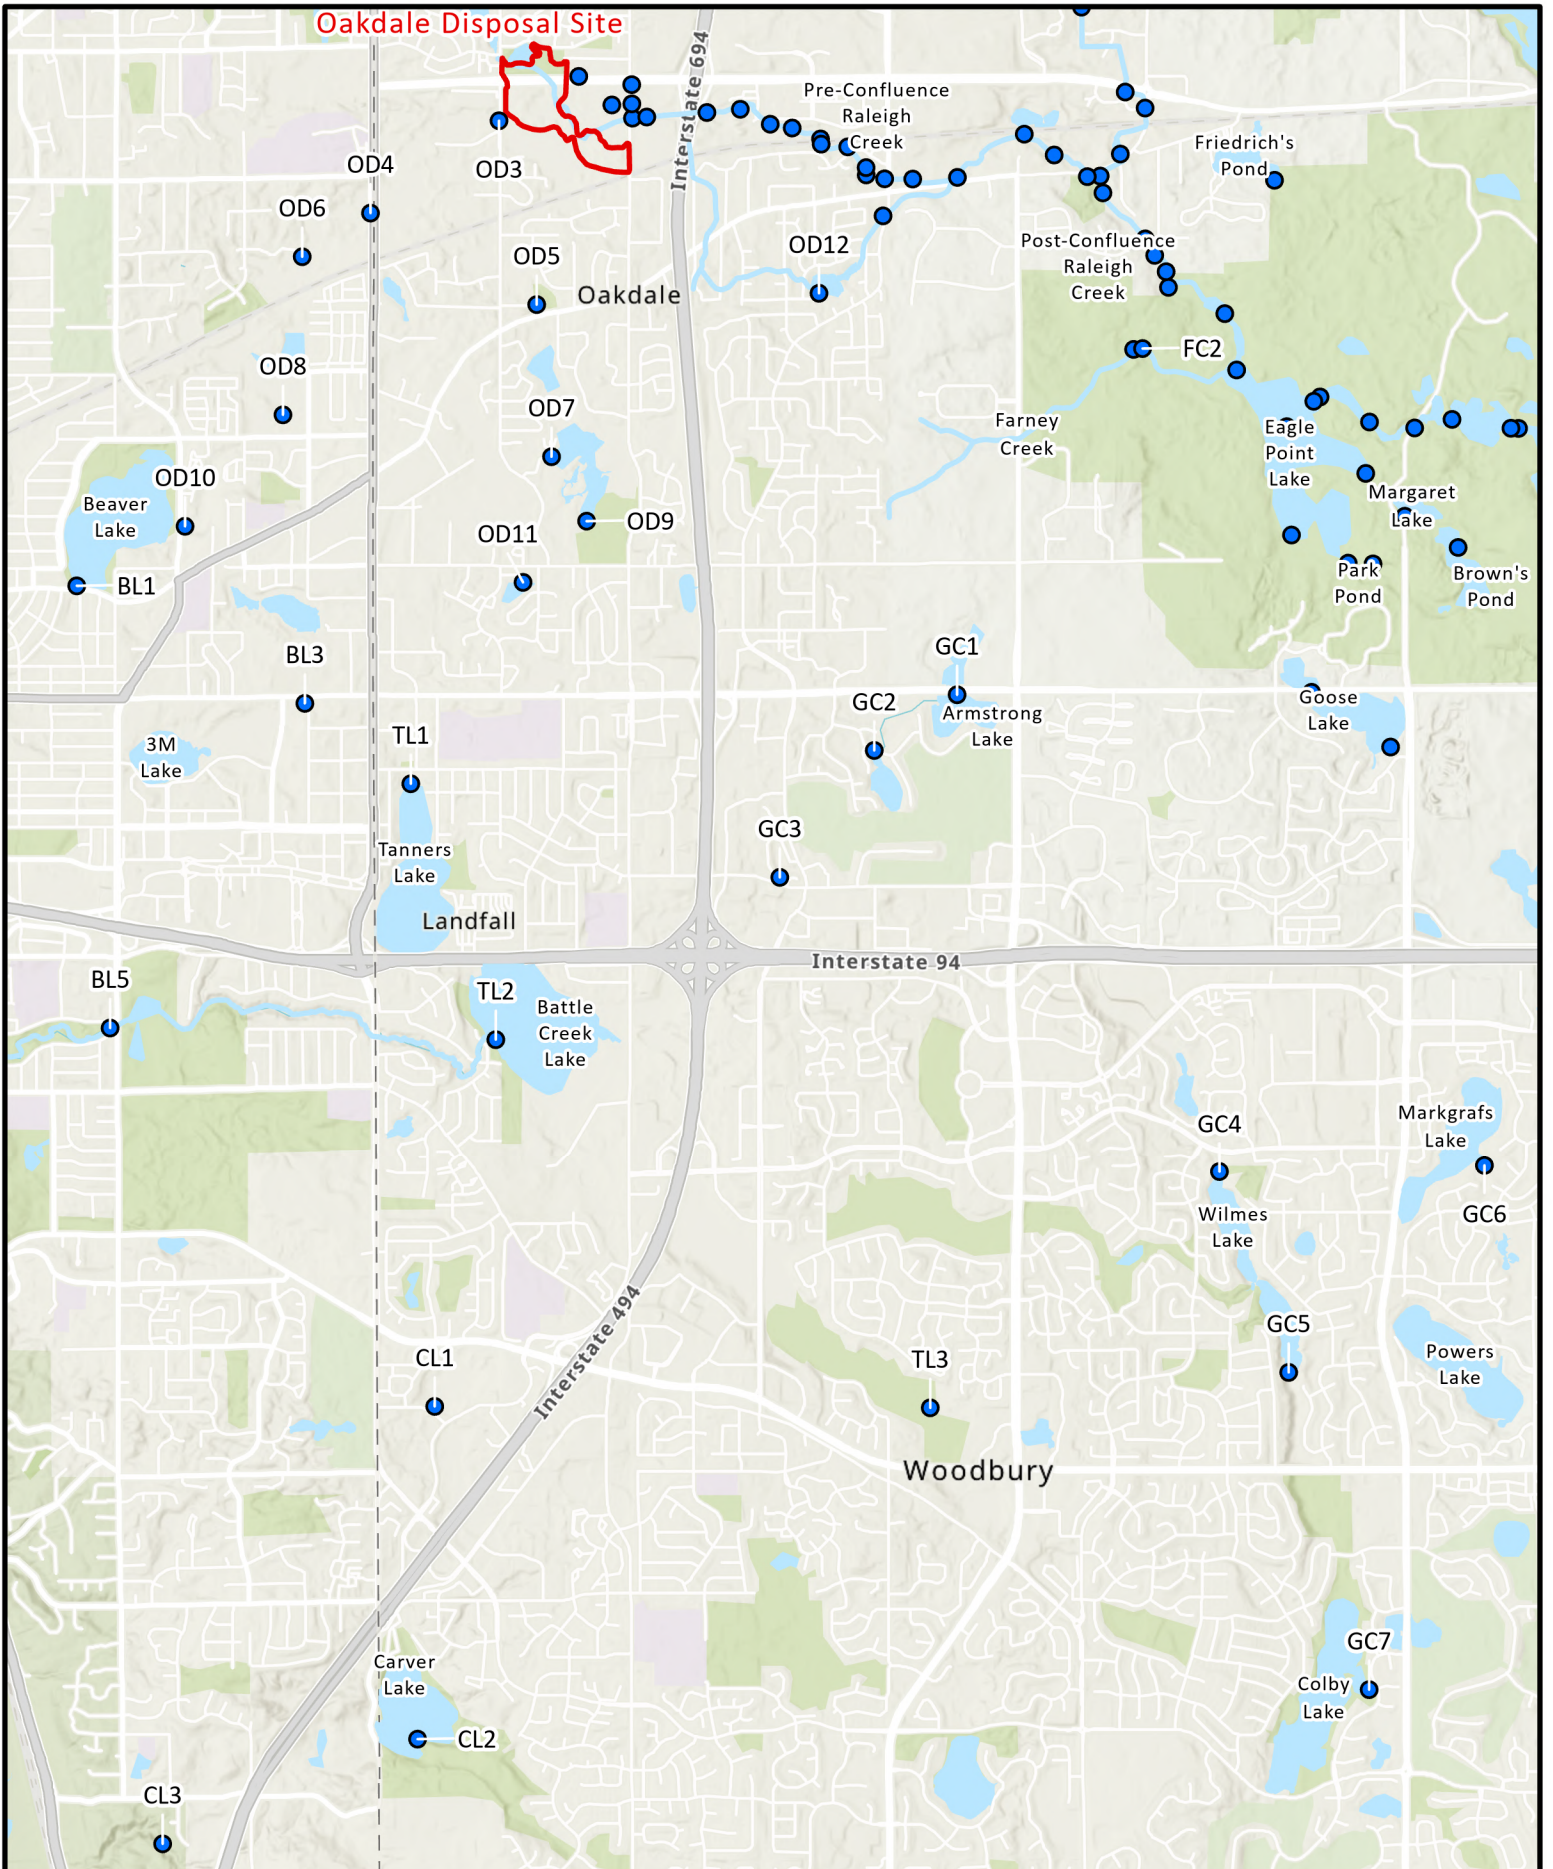 Oakdale Disposal Site
Interstate 694
Pre-Confluence
Raleigh
Creek
Friedrich's
Pond
OD3
OD4
OD6
OD5
Oakdale
OD12
Post-Confluence
Raleigh
Creek
FC2
OD8
OD7
Farney
Creek
Eagle
Point
Lake
OD10
Beaver
Lake
OD9
OD11
Margaret
Lake
BL1
Park
Pond
Brown's
Pond
BL3
GC1
GC2
Armstrong
Lake
Goose
Lake
3M
Lake
TL1
GC3
Tanners
Lake
Landfall
Interstate 94
BL5
TL2
Battle
Creek
Lake
Markgrafs
Lake
GC4
GC6
Wilmes
Lake
Interstate 494
GC5
CL1
TL3
Powers
Lake
Woodbury
GC7
Carver
Lake
Colby
Lake
CL2
CL3